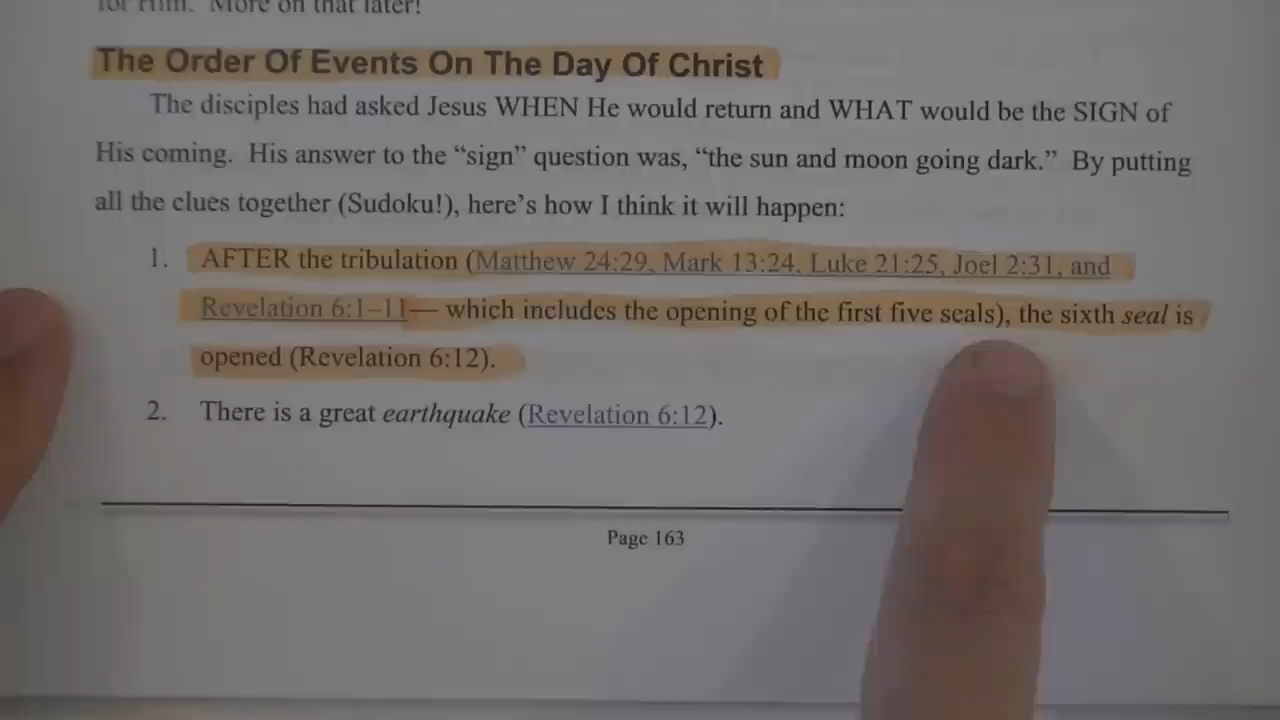 for Him. More on that later!
The Order Of Events On The Day Of Christ
The disciples had asked Jesus WHEN He would return and WHAT would be the SIGN of
His coming. His answer to the “sign” question was, “the sun and moon going dark.” By putting
all the clues together (Sudoku!), here’s how I think it will happen:
1. AFTER the tribulation (Matthew 24:29, Mark 13:24, Luke 21:25, Joel 2:31, and
Revelation 6:1–11— which includes the opening of the first five seals), the sixth seal is
opened (Revelation 6:12).
2. There is a great earthquake (Revelation 6:12).
Page 163